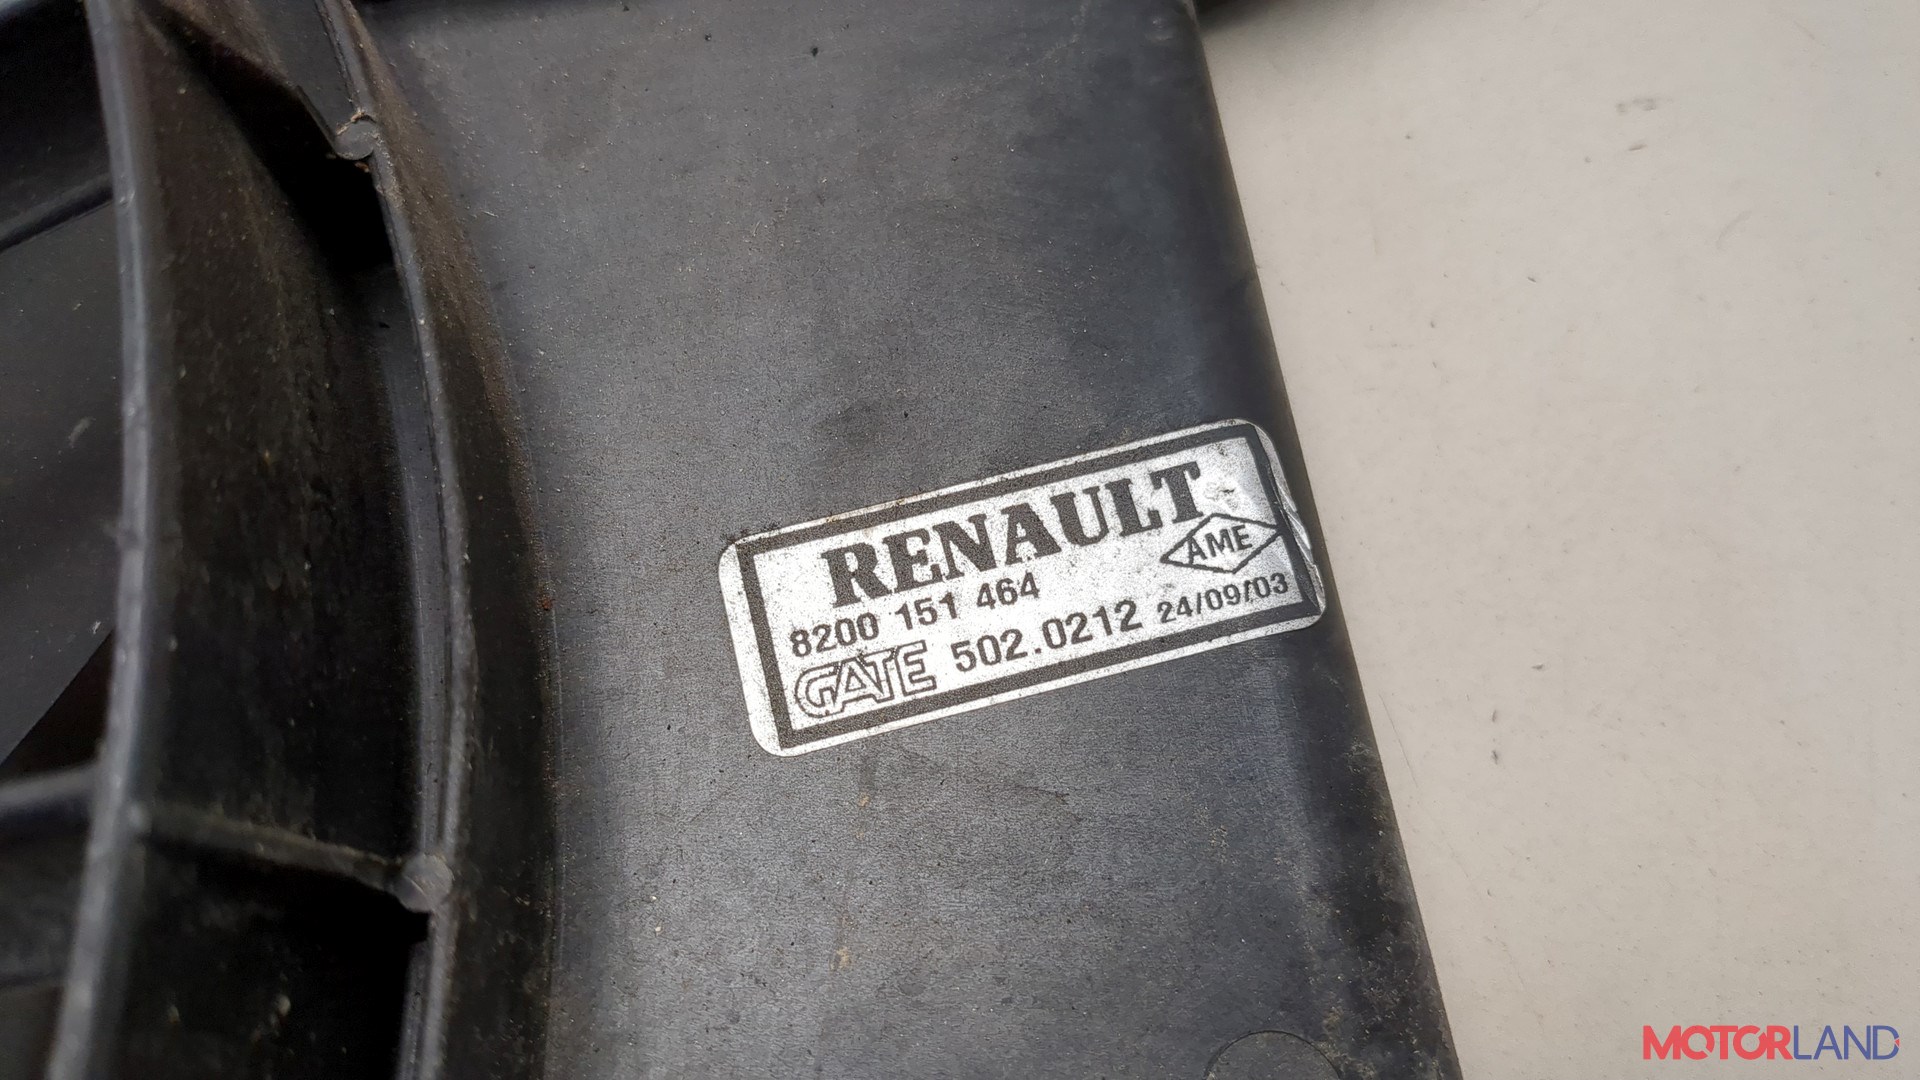 RENAULT
AME
8200 151 464
GATE 502.0212 24/09/03
MOTORLAND